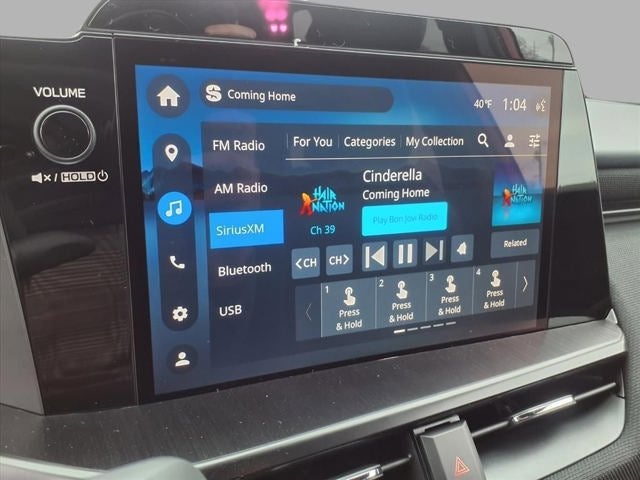 VOLUME
/ HOLD
S Coming Home
40°F 1:04
FM Radio
AM Radio
SiriusXM
Bluetooth
USB
For You Categories My Collection
HAIR NATION
Ch 39
Cinderella
Coming Home
Play Bon Jovi Radio
HAIR NATION
Related
<CH CH>
1 Press & Hold
2 Press & Hold
3 Press & Hold
4 Press & Hold